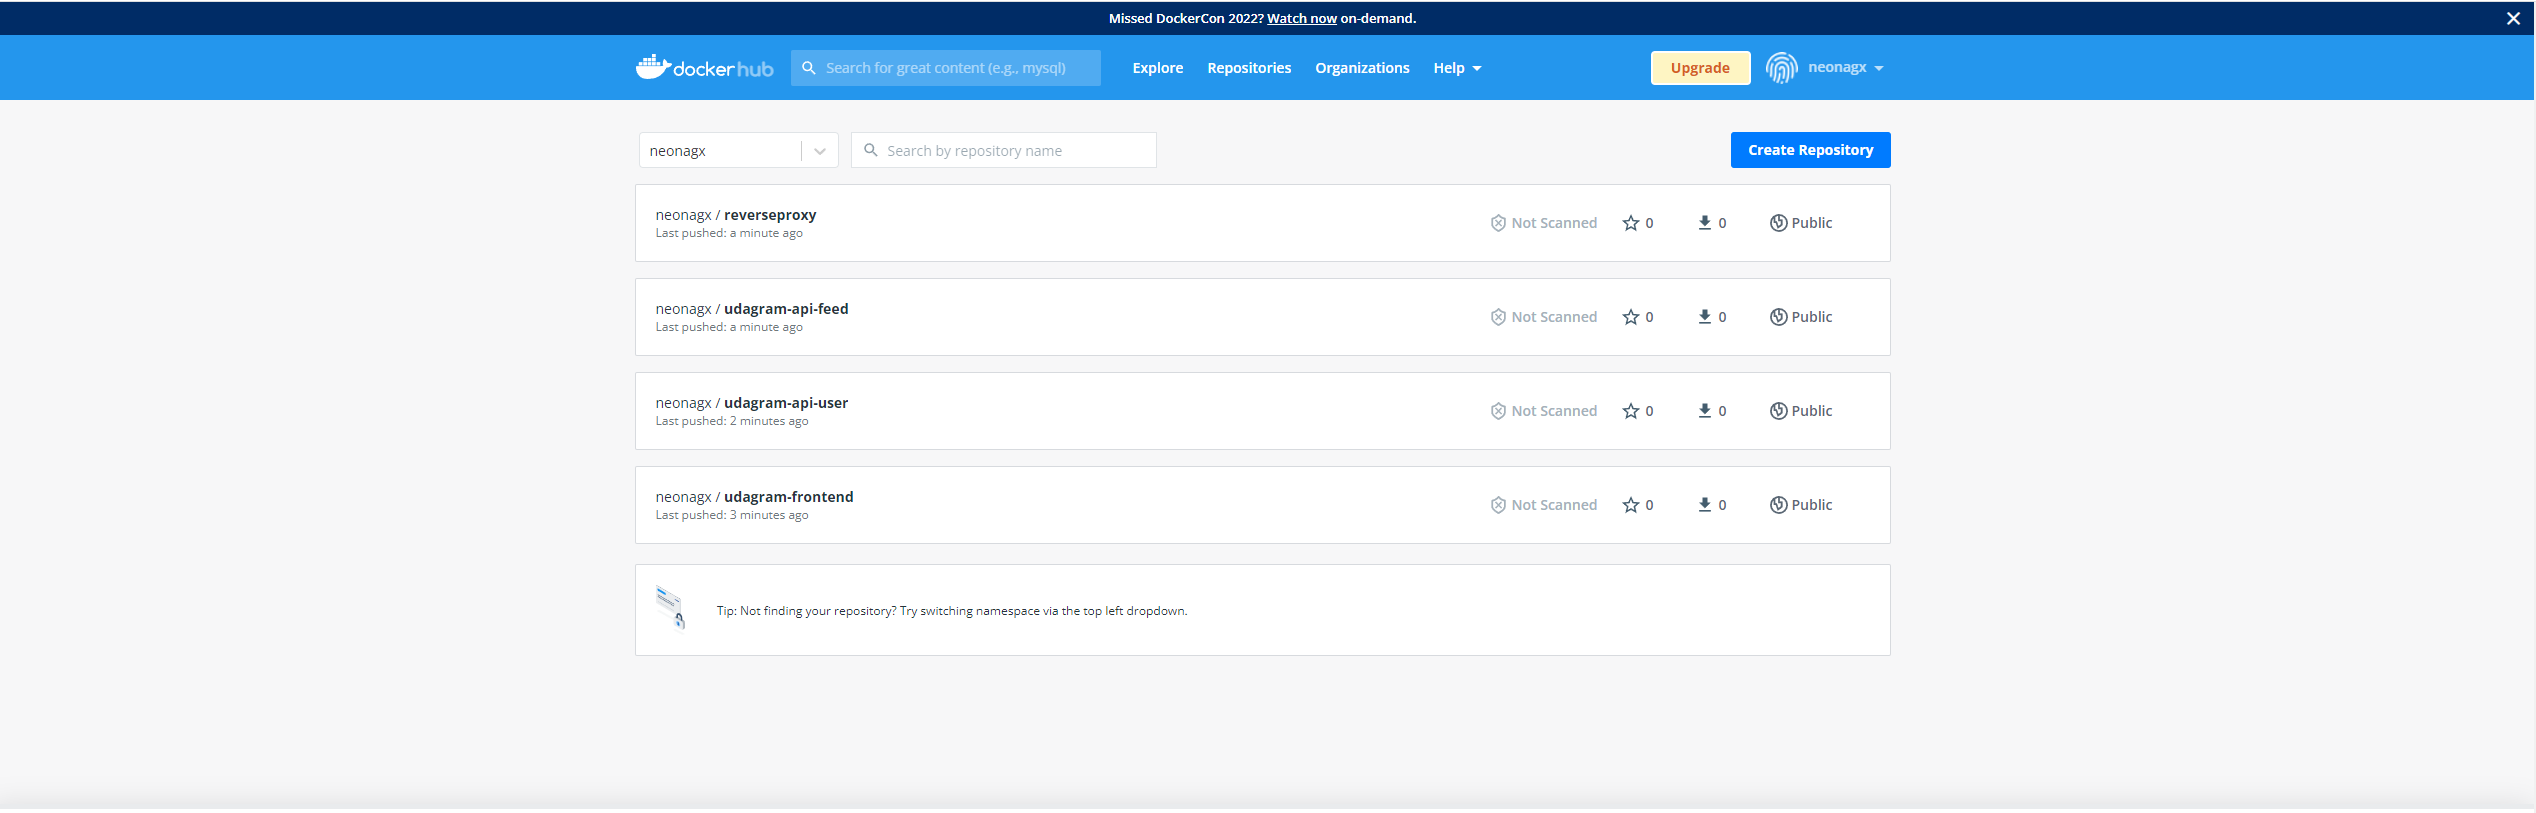 Missed DockerCon 2022? Watch now on-demand.
dockerhub Search for great content (e.g., mysql) Explore Repositories Organizations Help Upgrade neonagx
neonagx Search by repository name Create Repository
neonagx / reverseproxy
Last pushed: a minute ago
Not Scanned 0 0 Public
neonagx / udagram-api-feed
Last pushed: a minute ago
Not Scanned 0 0 Public
neonagx / udagram-api-user
Last pushed: 2 minutes ago
Not Scanned 0 0 Public
neonagx / udagram-frontend
Last pushed: 3 minutes ago
Not Scanned 0 0 Public
Tip: Not finding your repository? Try switching namespace via the top left dropdown.